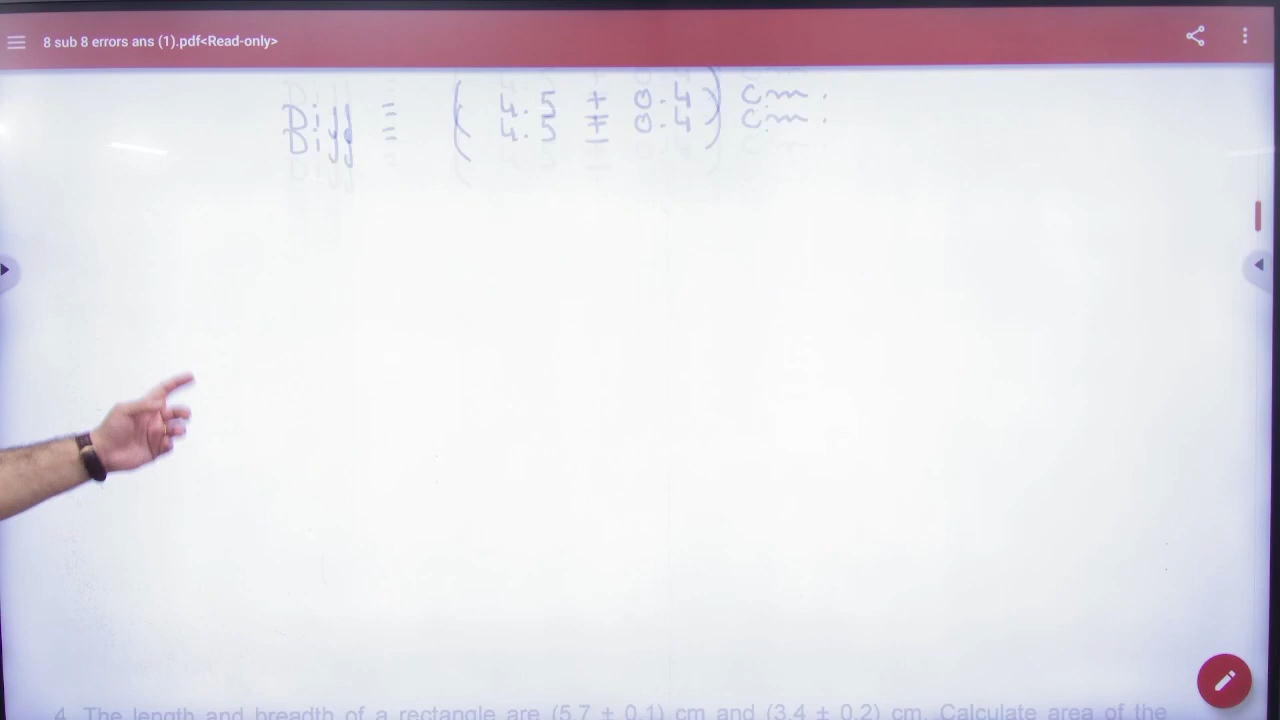 8 sub 8 errors ans (1).pdf<Read-only>
Diff = ( 4.5 ± 0.4 ) cm.
4. The length and breadth of a rectangle are (5.7 ± 0.1) cm and (3.4 ± 0.2) cm. Calculate area of the